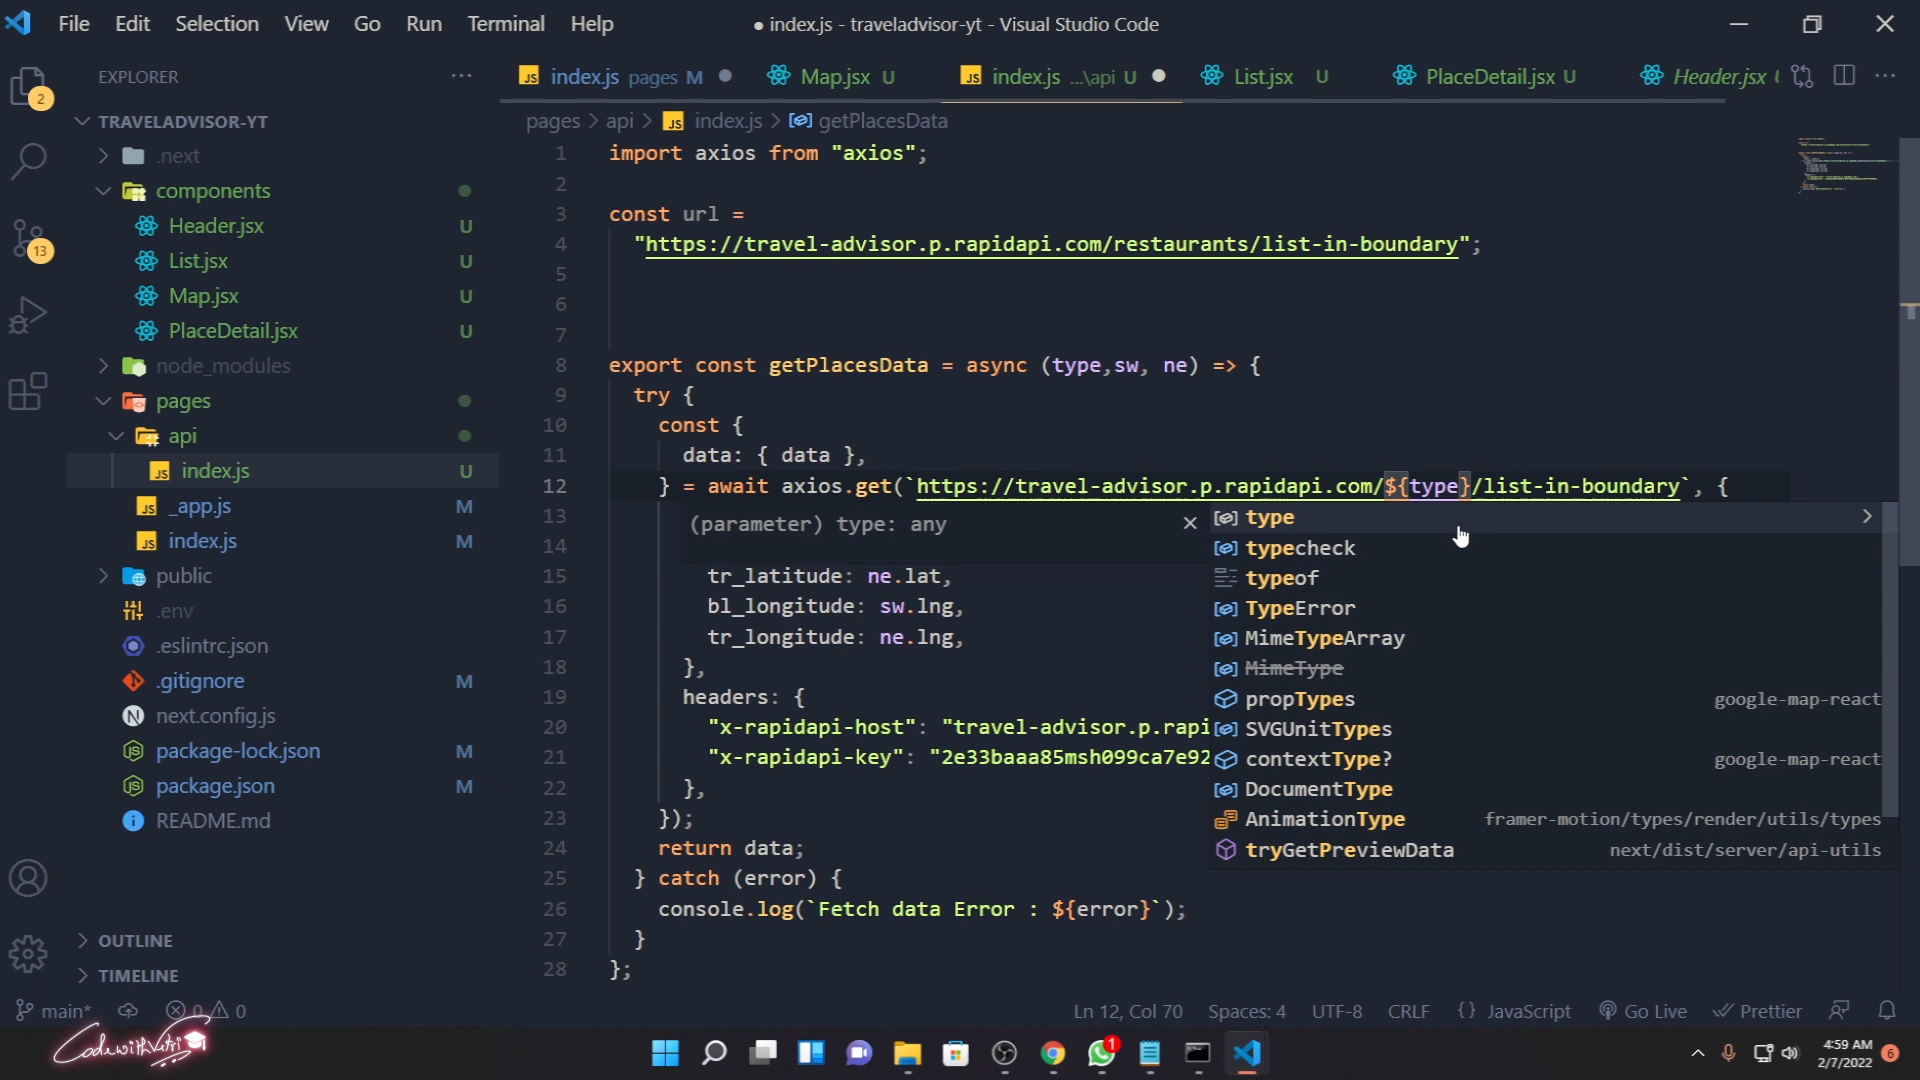 File Edit Selection View Go Run Terminal Help
● index.js - traveladvisor-yt - Visual Studio Code
EXPLORER
2
13
TRAVELADVISOR-YT
.next
components
Header.jsx U
List.jsx U
Map.jsx U
PlaceDetail.jsx U
node_modules
pages
api
index.js U
_app.js M
index.js M
public
.env
.eslintrc.json
.gitignore M
next.config.js
package-lock.json M
package.json M
README.md
OUTLINE
TIMELINE
index.js pages M
Map.jsx U
index.js ...\api U
List.jsx U
PlaceDetail.jsx U
Header.jsx
pages > api > JS index.js > getPlacesData
1 import axios from "axios";
2
3 const url =
4 "https://travel-advisor.p.rapidapi.com/restaurants/list-in-boundary";
5
6
7
8 export const getPlacesData = async (type,sw, ne) => {
9 try {
10 const {
11 data: { data },
12 } = await axios.get(`https://travel-advisor.p.rapidapi.com/${type}/list-in-boundary`, {
13
14
15 tr_latitude: ne.lat,
16 bl_longitude: sw.lng,
17 tr_longitude: ne.lng,
18 },
19 headers: {
20 "x-rapidapi-host": "travel-advisor.p.rapi
21 "x-rapidapi-key": "2e33baaa85msh099ca7e92
22 },
23 });
24 return data;
25 } catch (error) {
26 console.log(`Fetch data Error : ${error}`);
27 }
28 };
(parameter) type: any
type
typecheck
typeof
TypeError
MimeTypeArray
MimeType
propTypes google-map-react
SVGUnitTypes
contextType? google-map-react
DocumentType
AnimationType framer-motion/types/render/utils/types
tryGetPreviewData next/dist/server/api-utils
main* 0 0
Ln 12, Col 70 Spaces: 4 UTF-8 CRLF {} JavaScript Go Live Prettier
CodewithVetri
1
4:59 AM
2/7/2022
6